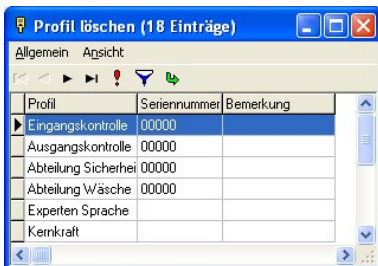 Profil löschen (18 Einträge)
Allgemein Ansicht
Profil Seriennummer Bemerkung
Eingangskontrolle 00000
Ausgangskontrolle 00000
Abteilung Sicherhei 00000
Abteilung Wäsche 00000
Experten Sprache
Kernkraft